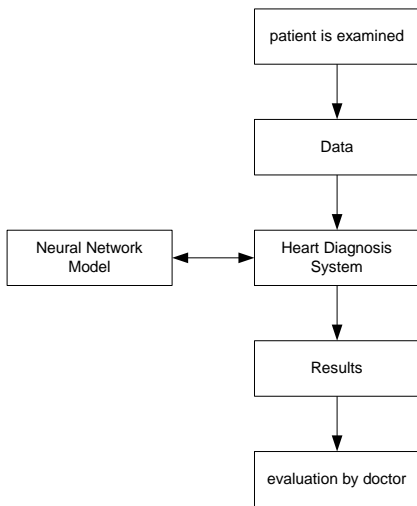 patient is examined
Data
Neural Network
Model
Heart Diagnosis
System
Results
evaluation by doctor